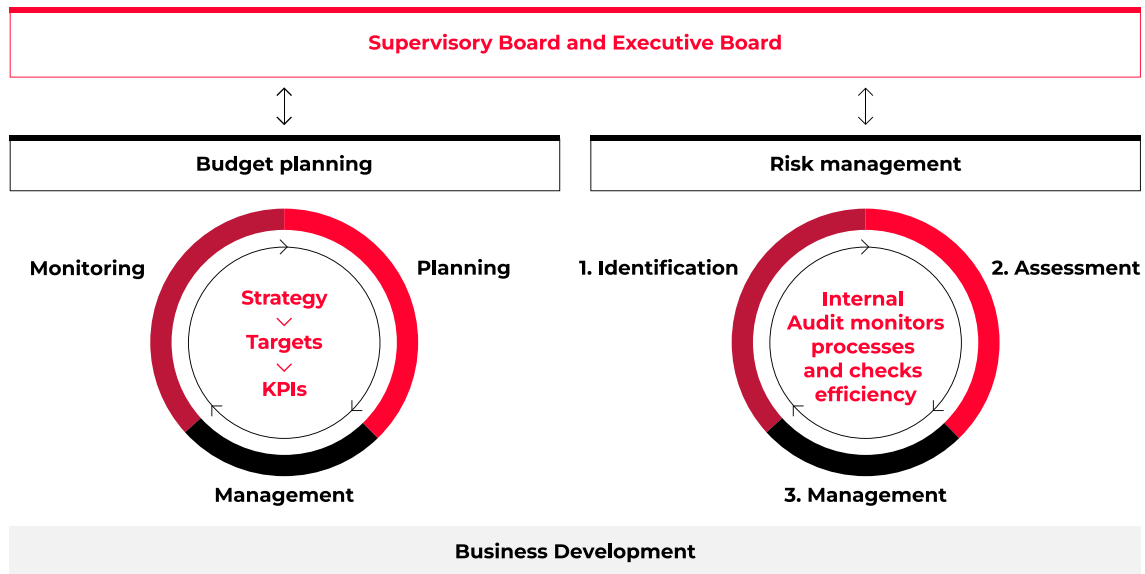 Supervisory Board and Executive Board
Budget planning
Monitoring
Planning
Strategy
Targets
KPIs
Management
Risk management
1. Identification
2. Assessment
Internal
Audit monitors
processes
and checks
efficiency
3. Management
Business Development